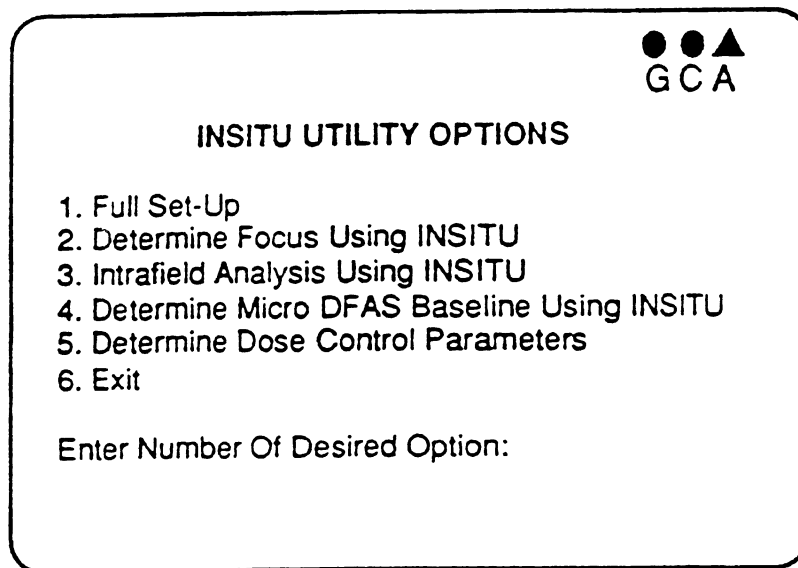 GCA
INSITU UTILITY OPTIONS
1. Full Set-Up
2. Determine Focus Using INSITU
3. Intrafield Analysis Using INSITU
4. Determine Micro DFAS Baseline Using INSITU
5. Determine Dose Control Parameters
6. Exit
Enter Number Of Desired Option: